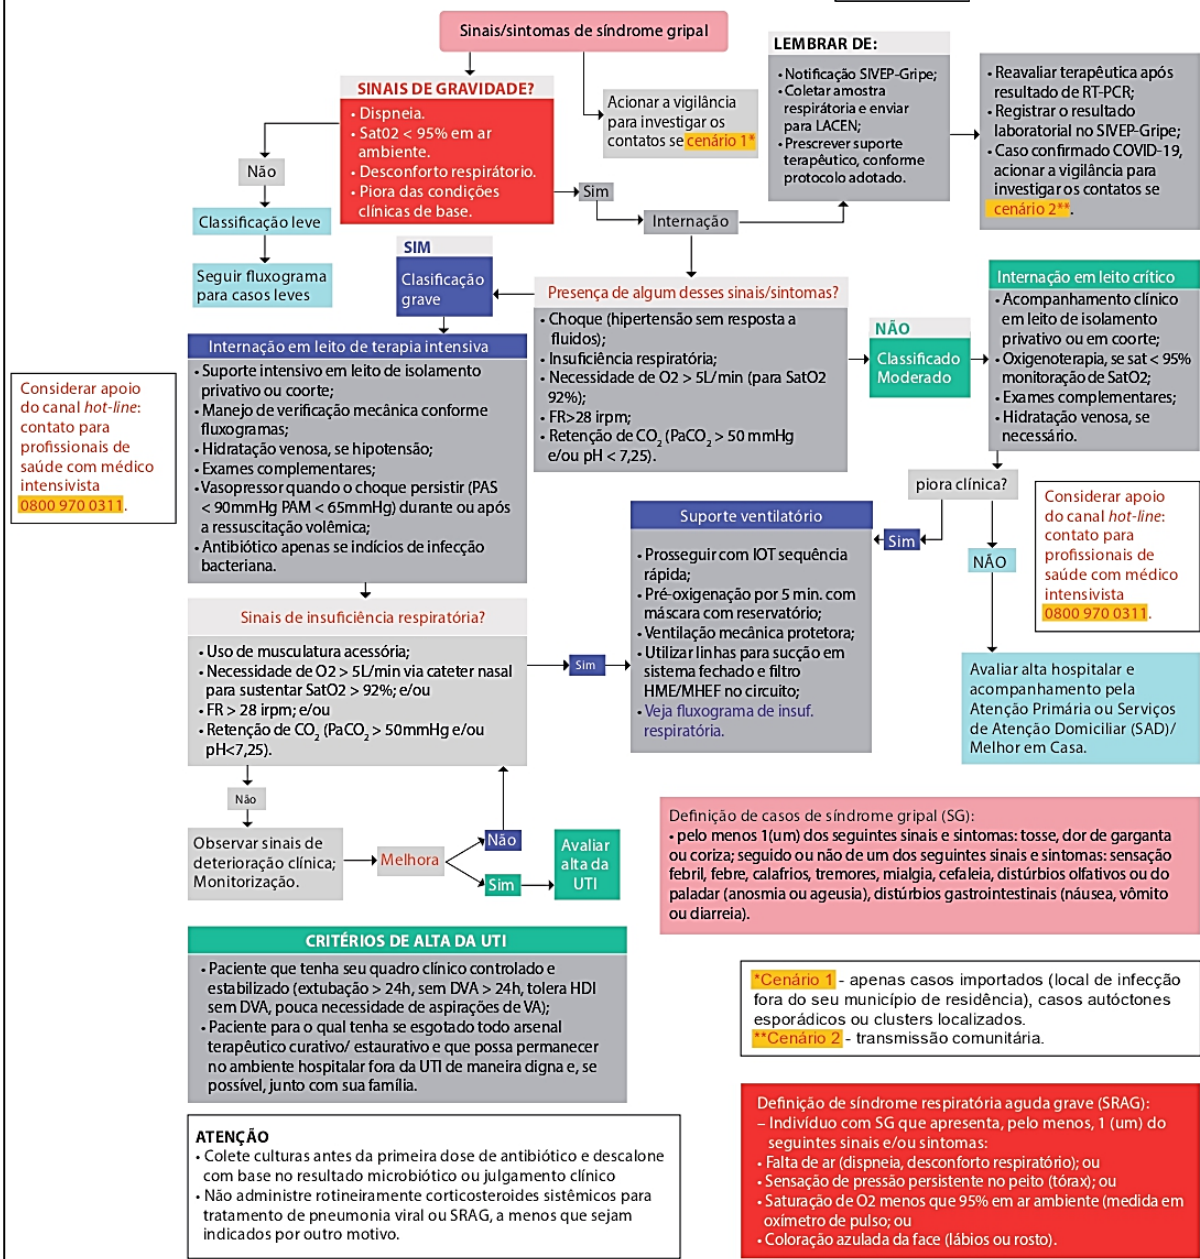 Sinais/sintomas de síndrome gripal
SINAIS DE GRAVIDADE?
• Dispneia.
• Sat02 < 95% em ar
ambiente.
• Desconforto respiratório.
• Piora das condições
clínicas de base.
Acionar a vigilância
para investigar os
contatos se cenário 1*
LEMBRAR DE:
• Notificação SIVEP-Gripe;
• Coletar amostra
respiratória e enviar
para LACEN;
• Prescrever suporte
terapêutico, conforme
protocolo adotado.
• Reavaliar terapêutica após
resultado de RT-PCR;
• Registrar o resultado
laboratorial no SIVEP-Gripe;
• Caso confirmado COVID-19,
acionar a vigilância para
investigar os contatos se
cenário 2**.
Não
Sim
Classificação leve
Internação
Seguir fluxograma
para casos leves
SIM
Clasificação
grave
Presença de algum desses sinais/sintomas?
• Choque (hipertensão sem resposta a
fluidos);
• Insuficiência respiratória;
• Necessidade de O2 > 5L/min (para SatO2
92%);
• FR>28 irpm;
• Retenção de CO2 (PaCO2 > 50 mmHg
e/ou pH < 7,25).
NÃO
Classificado
Moderado
Internação em leito crítico
• Acompanhamento clínico
em leito de isolamento
privativo ou em coorte;
• Oxigenoterapia, se sat < 95%
monitoração de SatO2;
• Exames complementares;
• Hidratação venosa, se
necessário.
Internação em leito de terapia intensiva
• Suporte intensivo em leito de isolamento
privativo ou coorte;
• Manejo de verificação mecânica conforme
fluxogramas;
• Hidratação venosa, se hipotensão;
• Exames complementares;
• Vasopressor quando o choque persistir (PAS
< 90mmHg PAM < 65mmHg) durante ou após
a ressuscitação volêmica;
• Antibiótico apenas se indícios de infecção
bacteriana.
Considerar apoio
do canal hot-line:
contato para
profissionais de
saúde com médico
intensivista
0800 970 0311.
piora clínica?
Sim
NÃO
Considerar apoio
do canal hot-line:
contato para
profissionais de
saúde com médico
intensivista
0800 970 0311.
Suporte ventilatório
• Prosseguir com IOT sequência
rápida;
• Pré-oxigenação por 5 min. com
máscara com reservatório;
• Ventilação mecânica protetora;
• Utilizar linhas para sucção em
sistema fechado e filtro
HME/MHEF no circuito;
• Veja fluxograma de insuf.
respiratória.
Sinais de insuficiência respiratória?
• Uso de musculatura acessória;
• Necessidade de O2 > 5L/min via cateter nasal
para sustentar SatO2 > 92%; e/ou
• FR > 28 irpm; e/ou
• Retenção de CO2 (PaCO2 > 50mmHg e/ou
pH<7,25).
Sim
Avaliar alta hospitalar e
acompanhamento pela
Atenção Primária ou Serviços
de Atenção Domiciliar (SAD)/
Melhor em Casa.
Não
Observar sinais de
deterioração clínica;
Monitorização.
Melhora
Não
Sim
Avaliar
alta da
UTI
Definição de casos de síndrome gripal (SG):
• pelo menos 1(um) dos seguintes sinais e sintomas: tosse, dor de garganta
ou coriza; seguido ou não de um dos seguintes sinais e sintomas: sensação
febril, febre, calafrios, tremores, mialgia, cefaleia, distúrbios olfativos ou do
paladar (anosmia ou ageusia), distúrbios gastrointestinais (náusea, vômito
ou diarreia).
CRITÉRIOS DE ALTA DA UTI
• Paciente que tenha seu quadro clínico controlado e
estabilizado (extubação > 24h, sem DVA > 24h, tolera HDI
sem DVA, pouca necessidade de aspirações de VA);
• Paciente para o qual tenha se esgotado todo arsenal
terapêutico curativo/ estaurativo e que possa permanecer
no ambiente hospitalar fora da UTI de maneira digna e, se
possível, junto com sua família.
*Cenário 1 - apenas casos importados (local de infecção
fora do seu município de residência), casos autóctones
esporádicos ou clusters localizados.
**Cenário 2 - transmissão comunitária.
ATENÇÃO
• Colete culturas antes da primeira dose de antibiótico e descalone
com base no resultado microbiótico ou julgamento clínico
• Não administre rotineiramente corticosteroides sistêmicos para
tratamento de pneumonia viral ou SRAG, a menos que sejam
indicados por outro motivo.
Definição de síndrome respiratória aguda grave (SRAG):
– Indivíduo com SG que apresenta, pelo menos, 1 (um) do
seguintes sinais e/ou sintomas:
• Falta de ar (dispneia, desconforto respiratório); ou
• Sensação de pressão persistente no peito (tórax); ou
• Saturação de O2 menos que 95% em ar ambiente (medida em
oxímetro de pulso; ou
• Coloração azulada da face (lábios ou rosto).